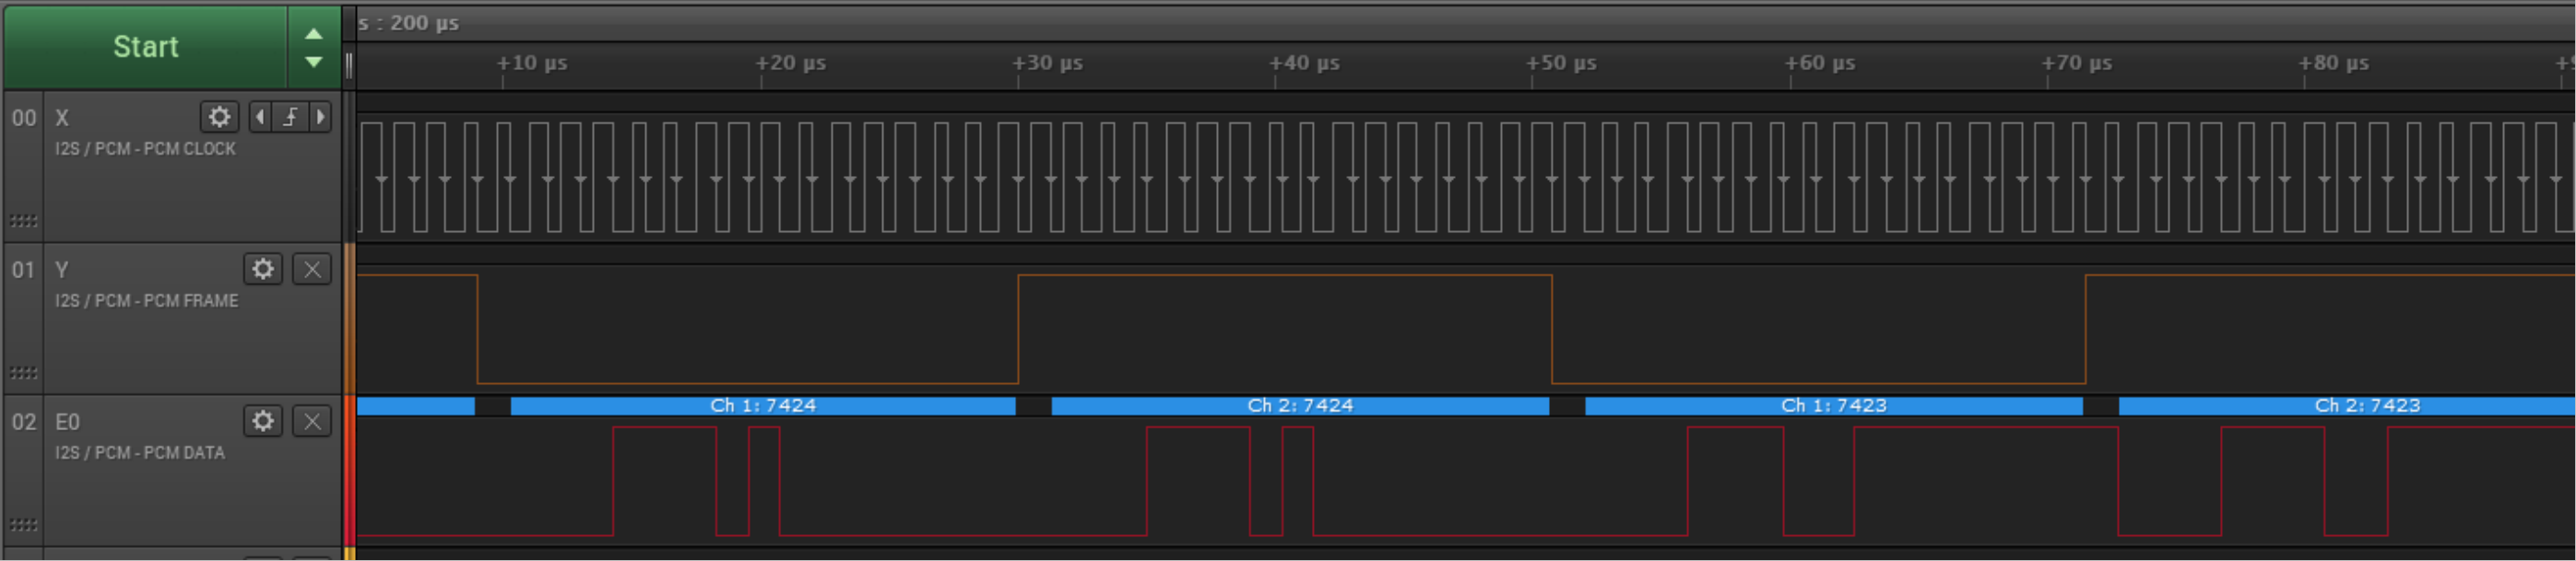 Start
s : 200 µs
+10 µs +20 µs +30 µs +40 µs +50 µs +60 µs +70 µs +80 µs
00 X
I2S / PCM - PCM CLOCK
01 Y
I2S / PCM - PCM FRAME
02 E0
I2S / PCM - PCM DATA
Ch 1: 7424 Ch 2: 7424 Ch 1: 7423 Ch 2: 7423